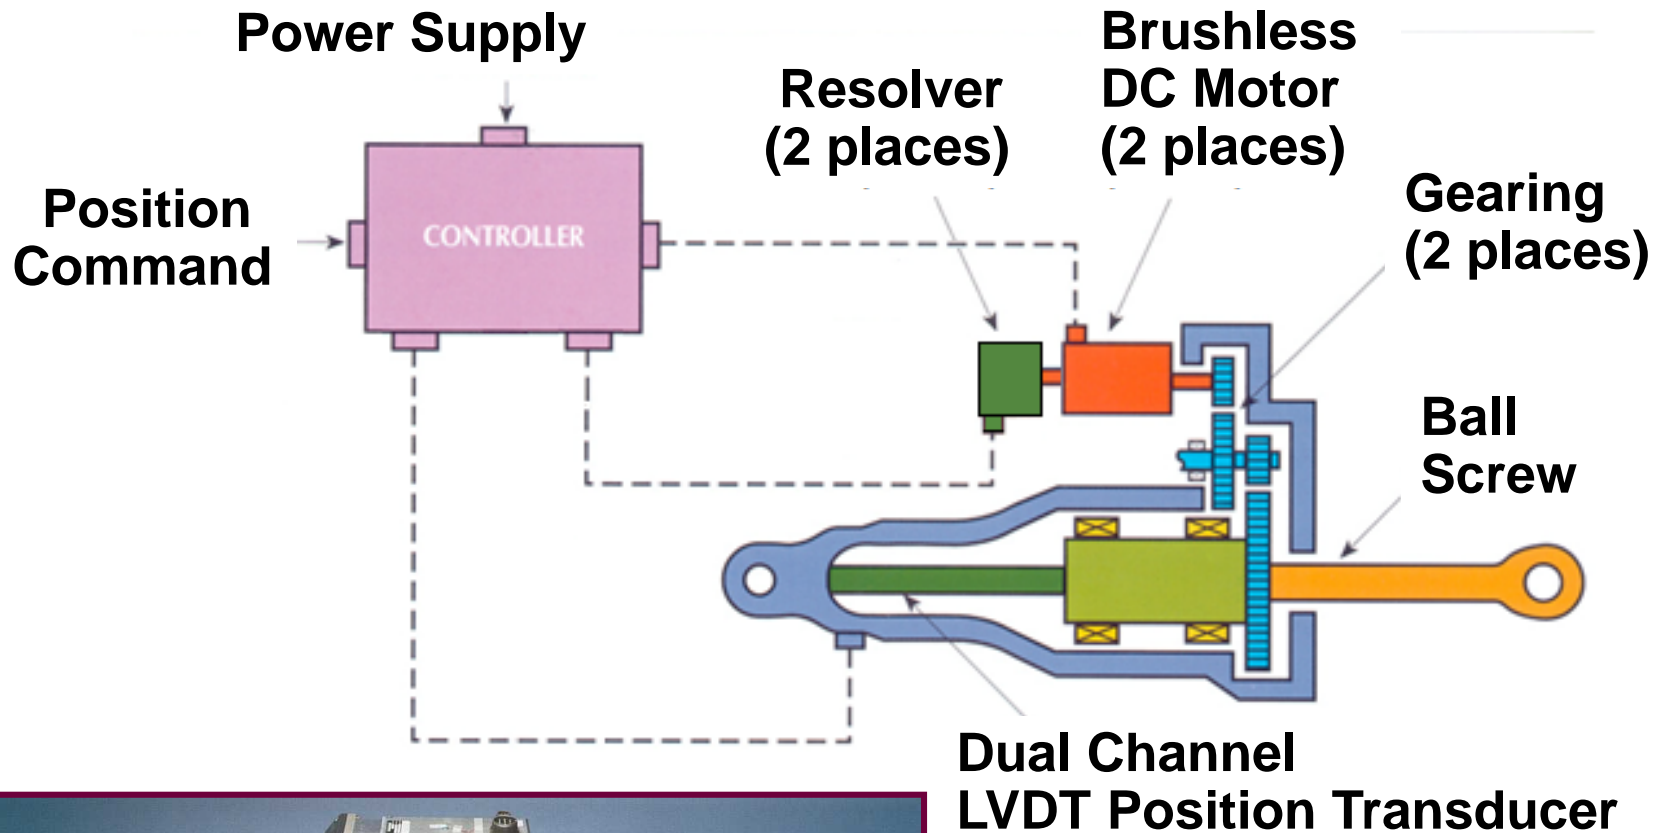 Power Supply
Brushless
DC Motor
(2 places)
Resolver
(2 places)
Gearing
(2 places)
Position
Command
CONTROLLER
Ball
Screw
Dual Channel
LVDT Position Transducer